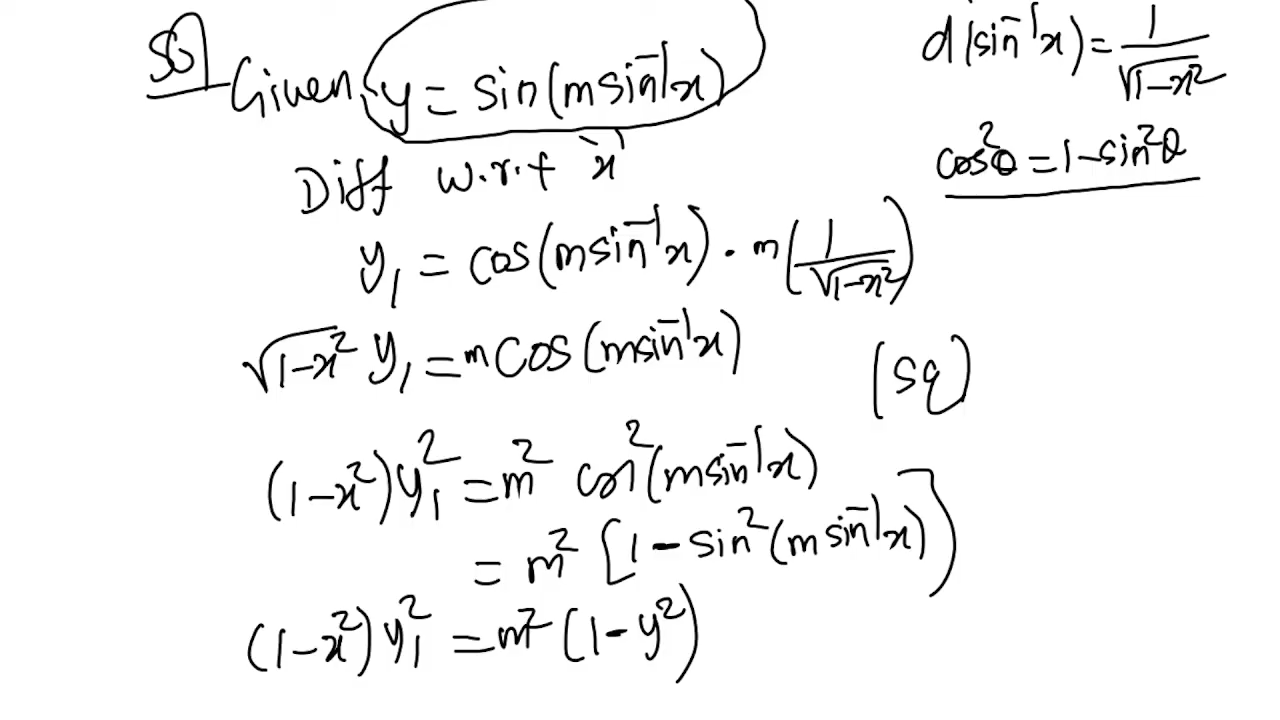 Sol
Given, y = sin(m sin⁻¹x)
Diff w.r.t 'x'
y₁ = cos(m sin⁻¹x) · m(1/√(1-x²))
√(1-x²) y₁ = m cos(m sin⁻¹x)
(sq)
(1-x²)y₁² = m² cos²(m sin⁻¹x)
= m² [1 - sin²(m sin⁻¹x)]
(1-x²)y₁² = m² (1 - y²)
d(sin⁻¹x) = 1/√(1-x²)
cos²θ = 1 - sin²θ